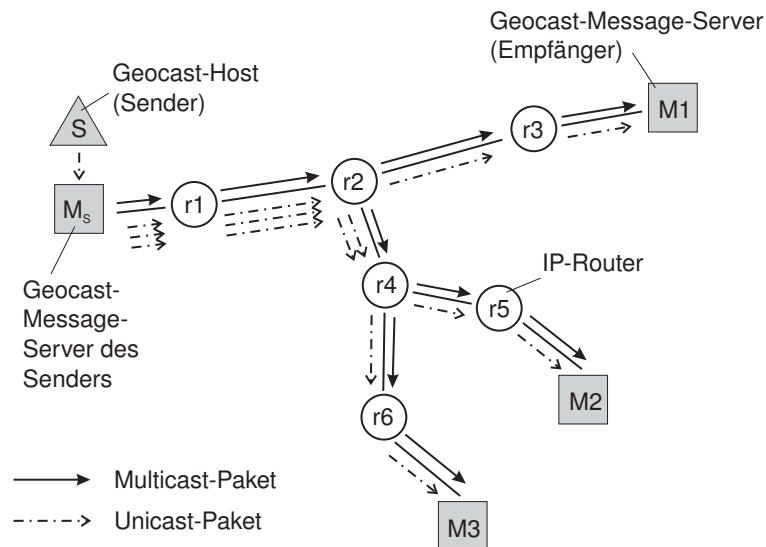 Geocast-Message-Server
(Empfänger)
Geocast-Host
(Sender)
S
M1
r3
r2
Ms
r1
r4
IP-Router
r5
Geocast-
Message-
Server des
Senders
M2
r6
Multicast-Paket
Unicast-Paket
M3